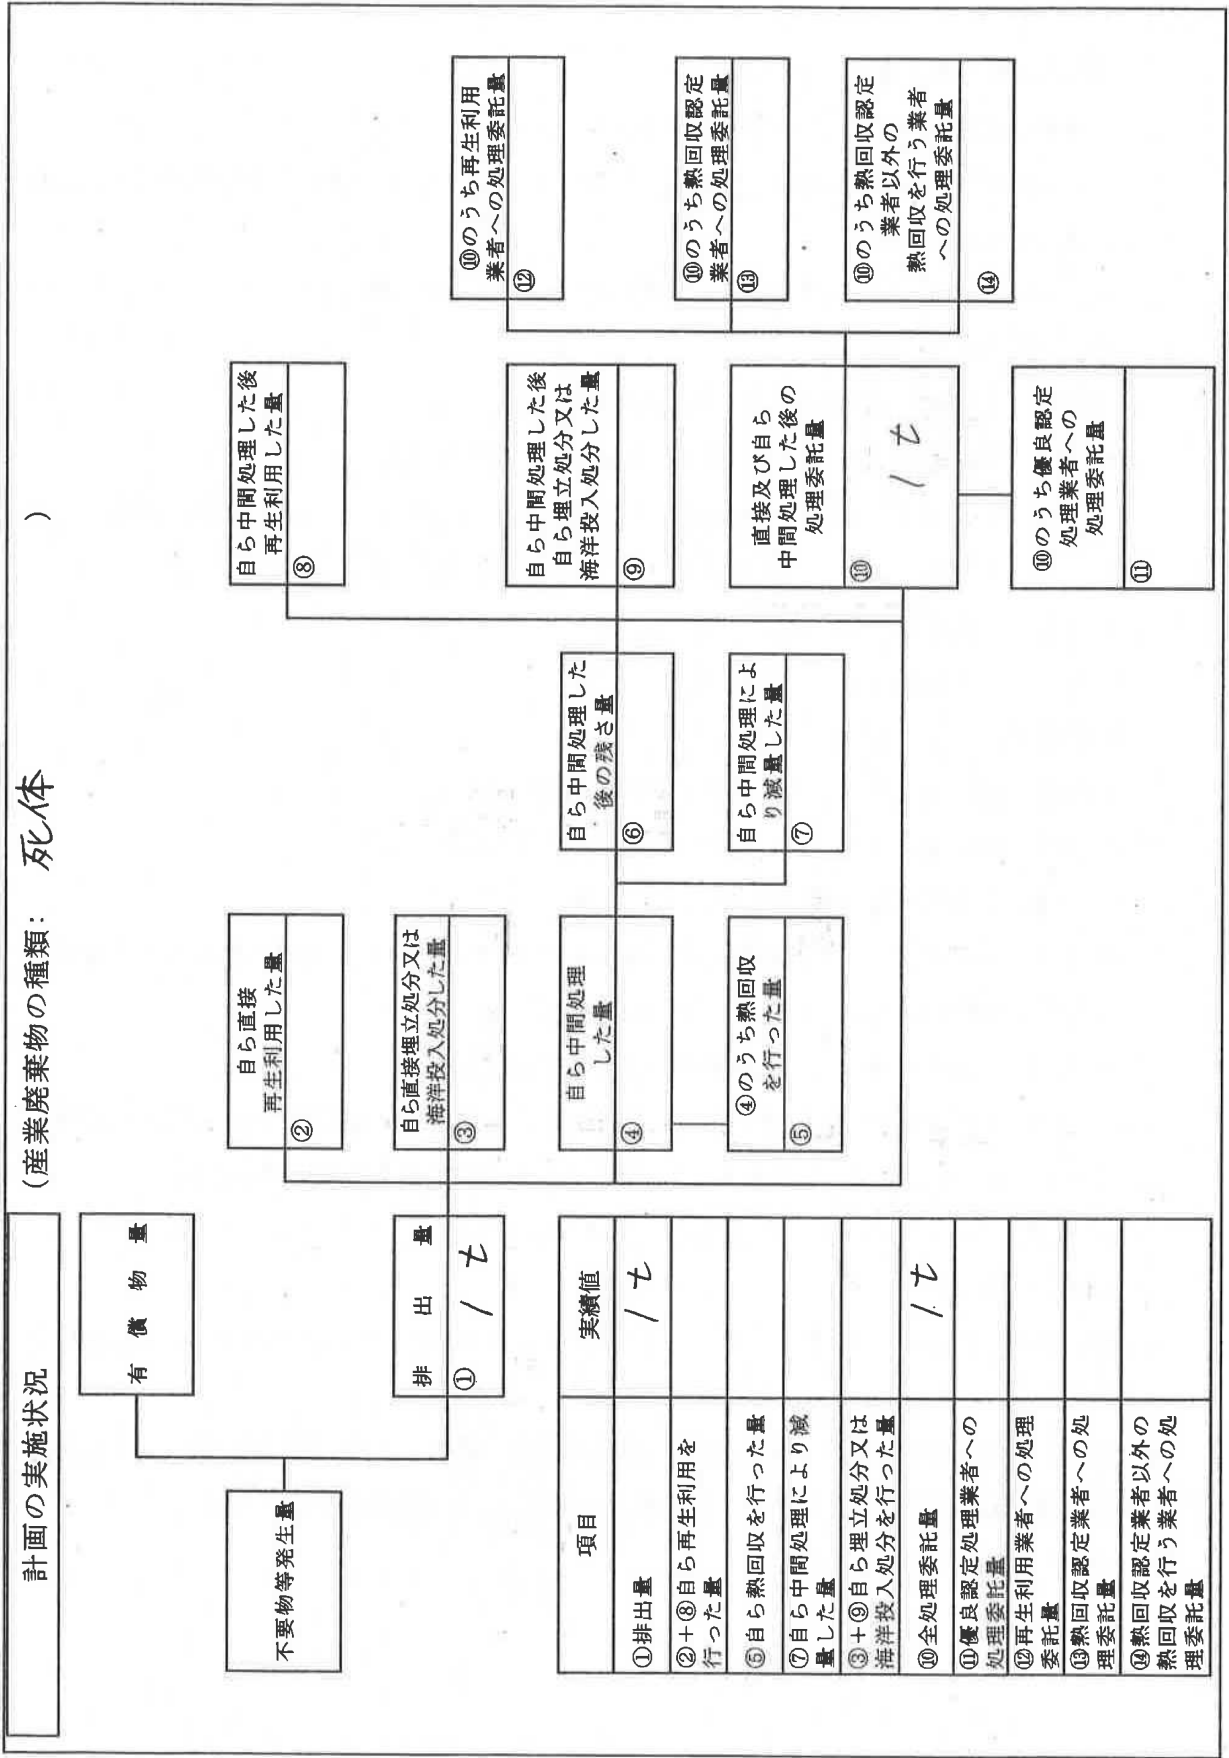 計画の実施状況
（産業廃棄物の種類： 死体 ）
有償物量
不要物等発生量
排出量
① 1 t
自ら直接
再生利用した量
②
自ら直接埋立処分又は
海洋投入処分した量
③
自ら中間処理
した量
④
④のうち熱回収
を行った量
⑤
自ら中間処理した
後の残さ量
⑥
自ら中間処理によ
り減量した量
⑦
自ら中間処理した後
再生利用した量
⑧
自ら中間処理した後
自ら埋立処分又は
海洋投入処分した量
⑨
直接及び自ら
中間処理した後の
処理委託量
⑩ 1 t
⑩のうち優良認定
処理業者への
処理委託量
⑪
⑩のうち再生利用
業者への処理委託量
⑫
⑩のうち熱回収認定
業者への処理委託量
⑬
⑩のうち熱回収認定
業者以外の
熱回収を行う業者
への処理委託量
⑭
項目 実績値
①排出量 1 t
②＋⑧自ら再生利用を
行った量
⑤自ら熱回収を行った量
⑦自ら中間処理により減
量した量
③＋⑨自ら埋立処分又は
海洋投入処分を行った量
⑩全処理委託量 1 t
⑪優良認定処理業者への
処理委託量
⑫再生利用業者への処理
委託量
⑬熱回収認定業者への処
理委託量
⑭熱回収認定業者以外の
熱回収を行う業者への処
理委託量